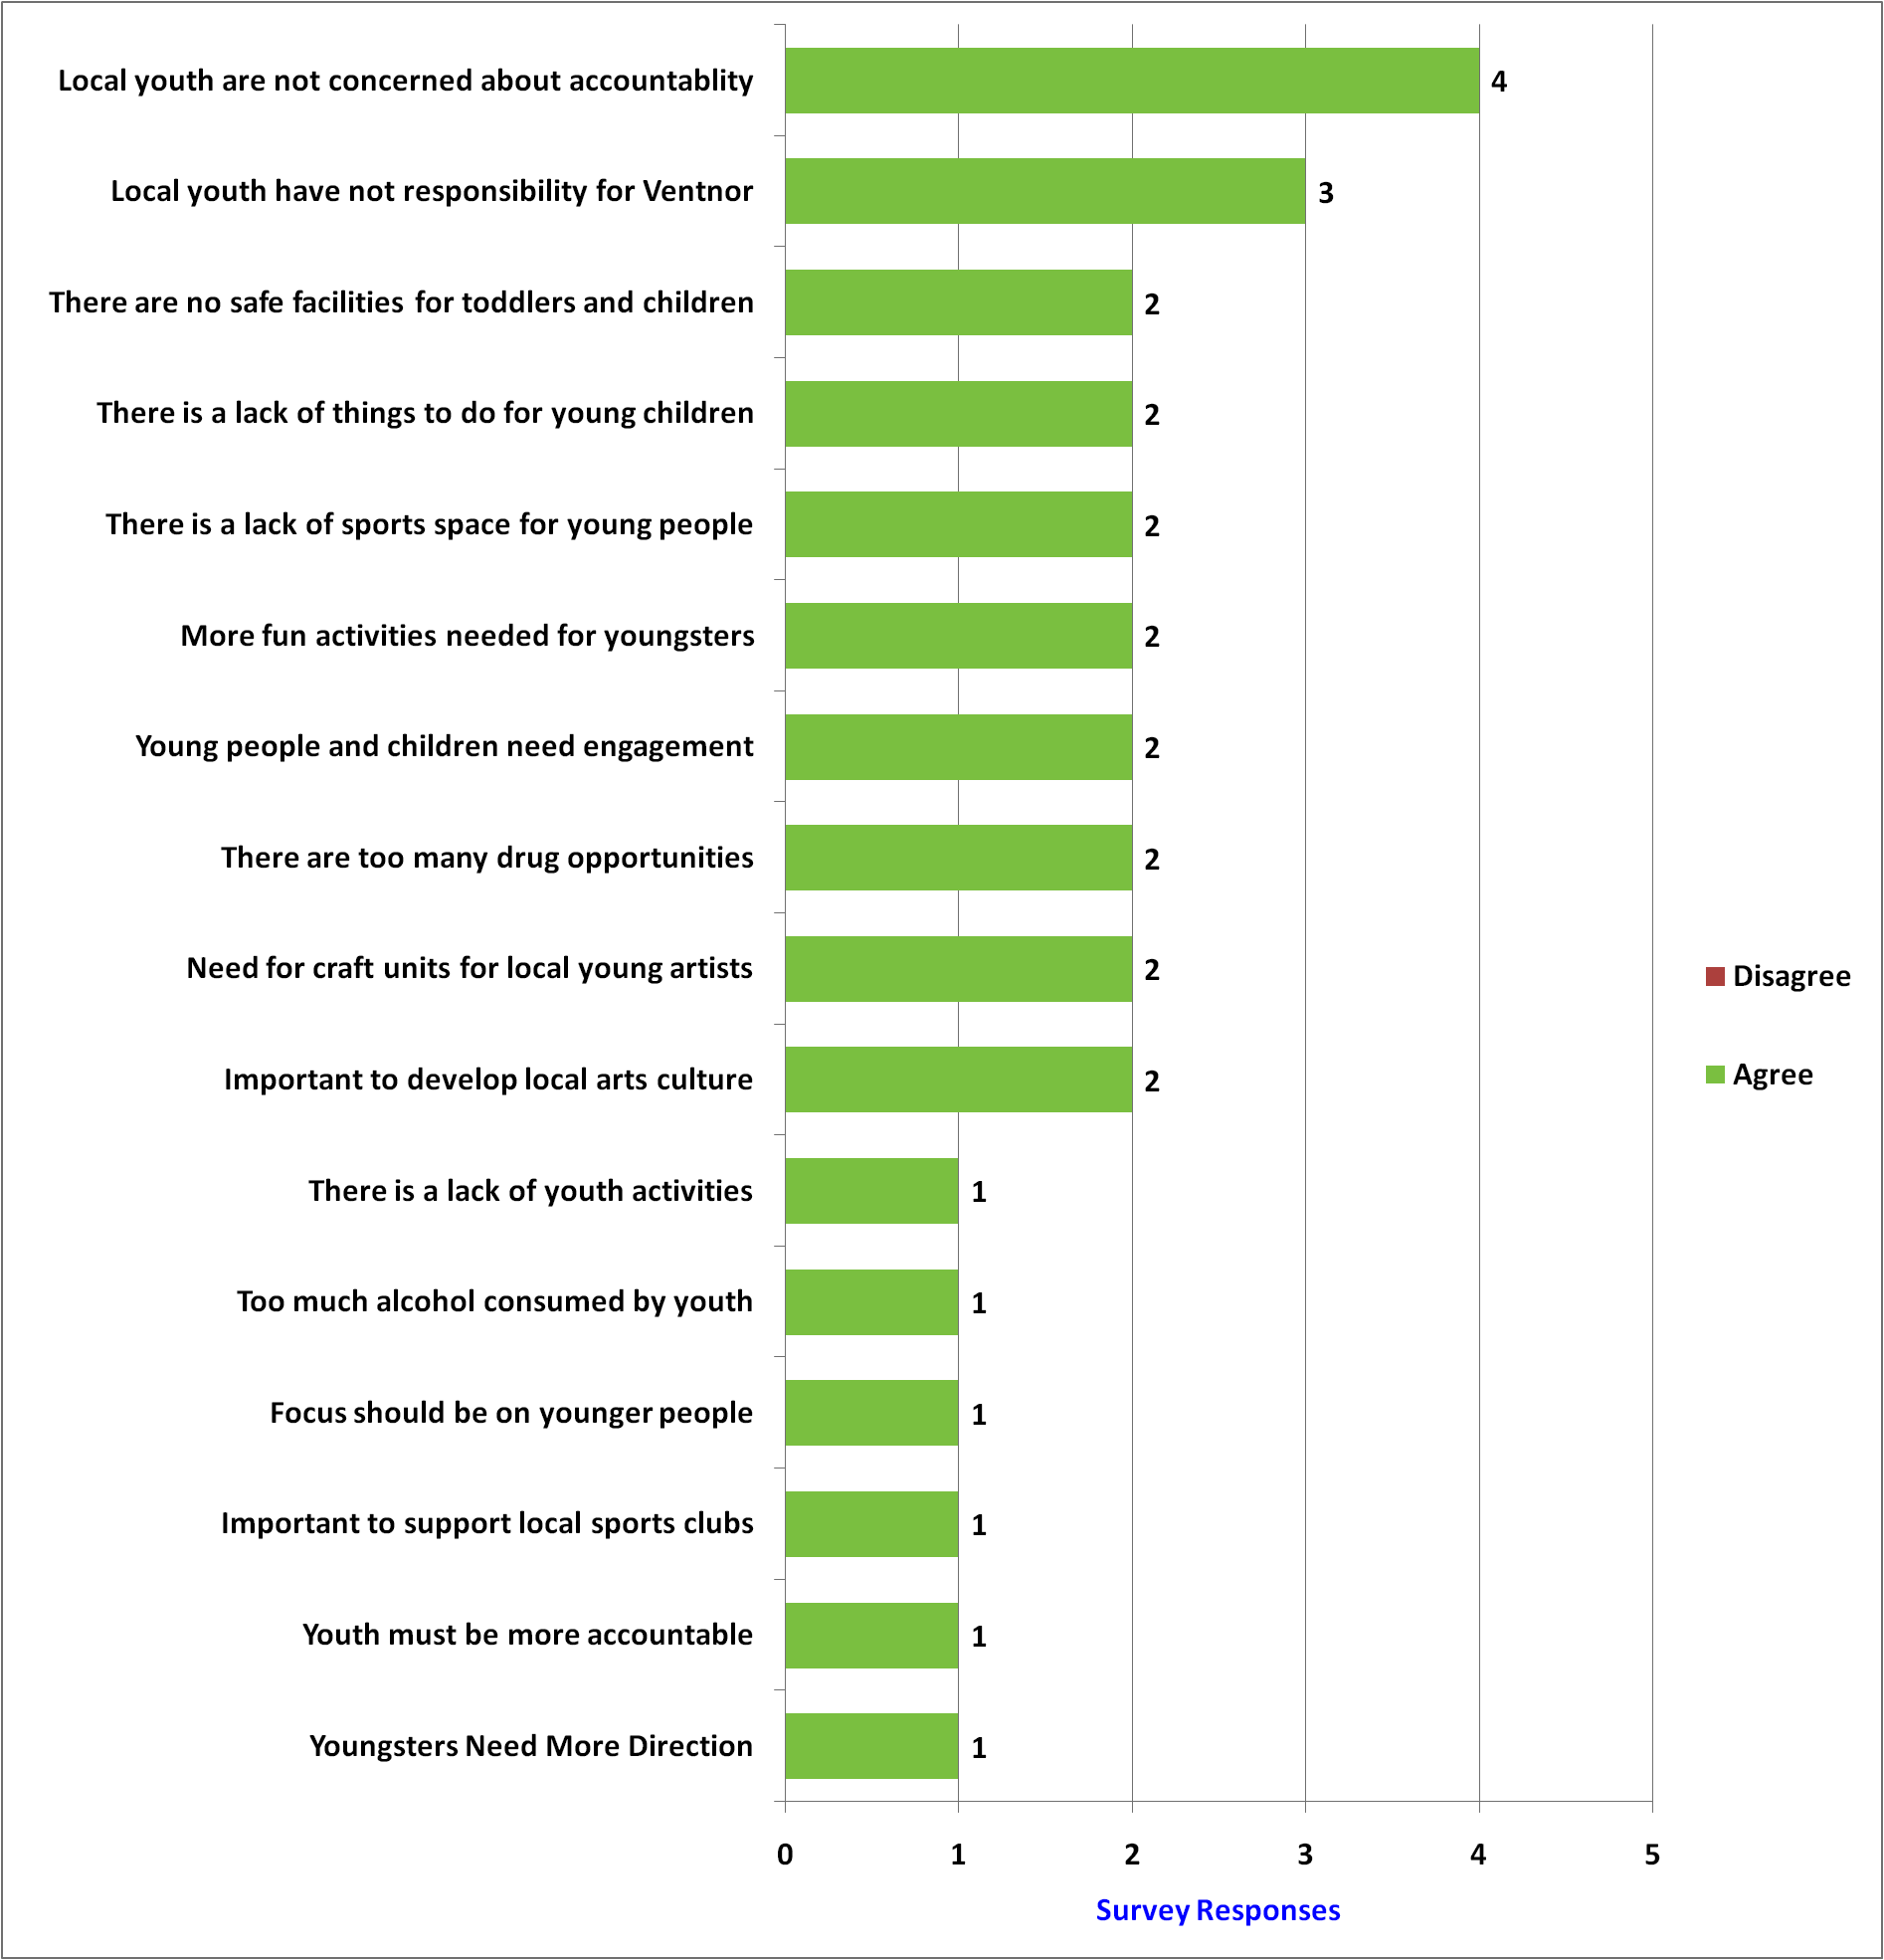 Local youth are not concerned about accountablity 4
Local youth have not responsibility for Ventnor 3
There are no safe facilities for toddlers and children 2
There is a lack of things to do for young children 2
There is a lack of sports space for young people 2
More fun activities needed for youngsters 2
Young people and children need engagement 2
There are too many drug opportunities 2
Need for craft units for local young artists 2
Important to develop local arts culture 2
There is a lack of youth activities 1
Too much alcohol consumed by youth 1
Focus should be on younger people 1
Important to support local sports clubs 1
Youth must be more accountable 1
Youngsters Need More Direction 1
0 1 2 3 4 5
Survey Responses
Disagree
Agree